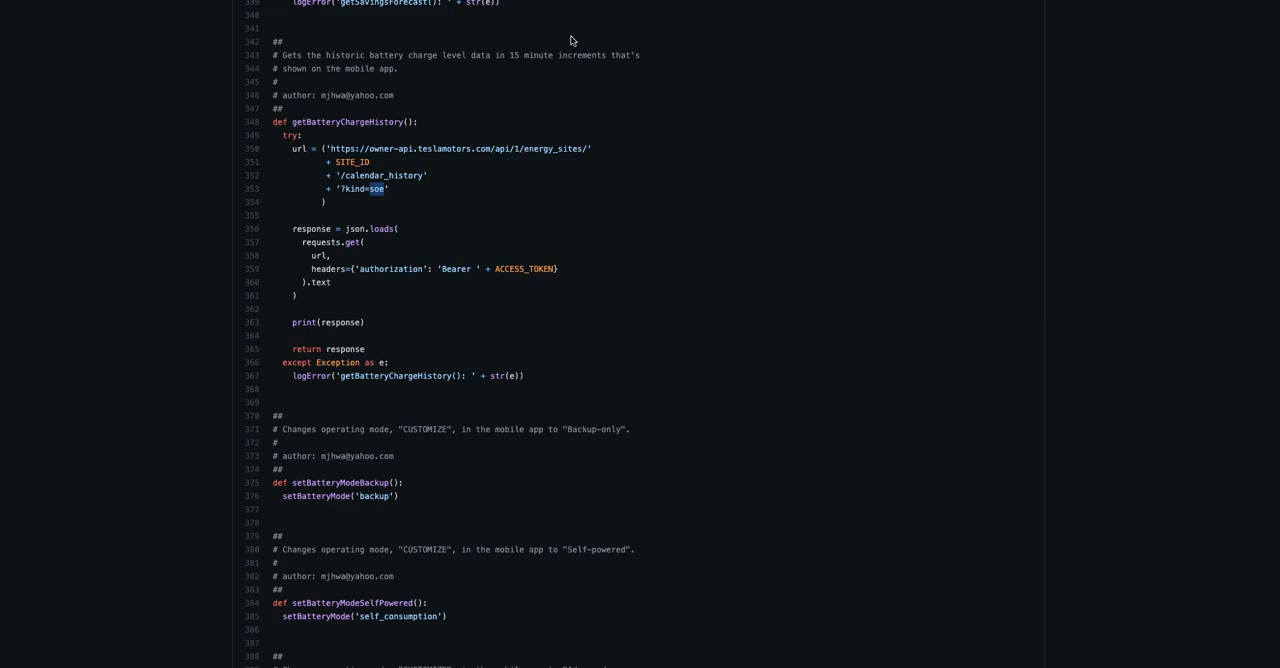 339 logError('getSavingsForecast(): ' + str(e))
340
341
342 ##
343 # Gets the historic battery charge level data in 15 minute increments that's
344 # shown on the mobile app.
345 #
346 # author: mjhwa@yahoo.com
347 ##
348 def getBatteryChargeHistory():
349 try:
350 url = ('https://owner-api.teslamotors.com/api/1/energy_sites/'
351 + SITE_ID
352 + '/calendar_history'
353 + '?kind=soe'
354 )
355
356 response = json.loads(
357 requests.get(
358 url,
359 headers={'authorization': 'Bearer ' + ACCESS_TOKEN}
360 ).text
361 )
362
363 print(response)
364
365 return response
366 except Exception as e:
367 logError('getBatteryChargeHistory(): ' + str(e))
368
369
370 ##
371 # Changes operating mode, "CUSTOMIZE", in the mobile app to "Backup-only".
372 #
373 # author: mjhwa@yahoo.com
374 ##
375 def setBatteryModeBackup():
376 setBatteryMode('backup')
377
378
379 ##
380 # Changes operating mode, "CUSTOMIZE", in the mobile app to "Self-powered".
381 #
382 # author: mjhwa@yahoo.com
383 ##
384 def setBatteryModeSelfPowered():
385 setBatteryMode('self_consumption')
386
387
388 ##